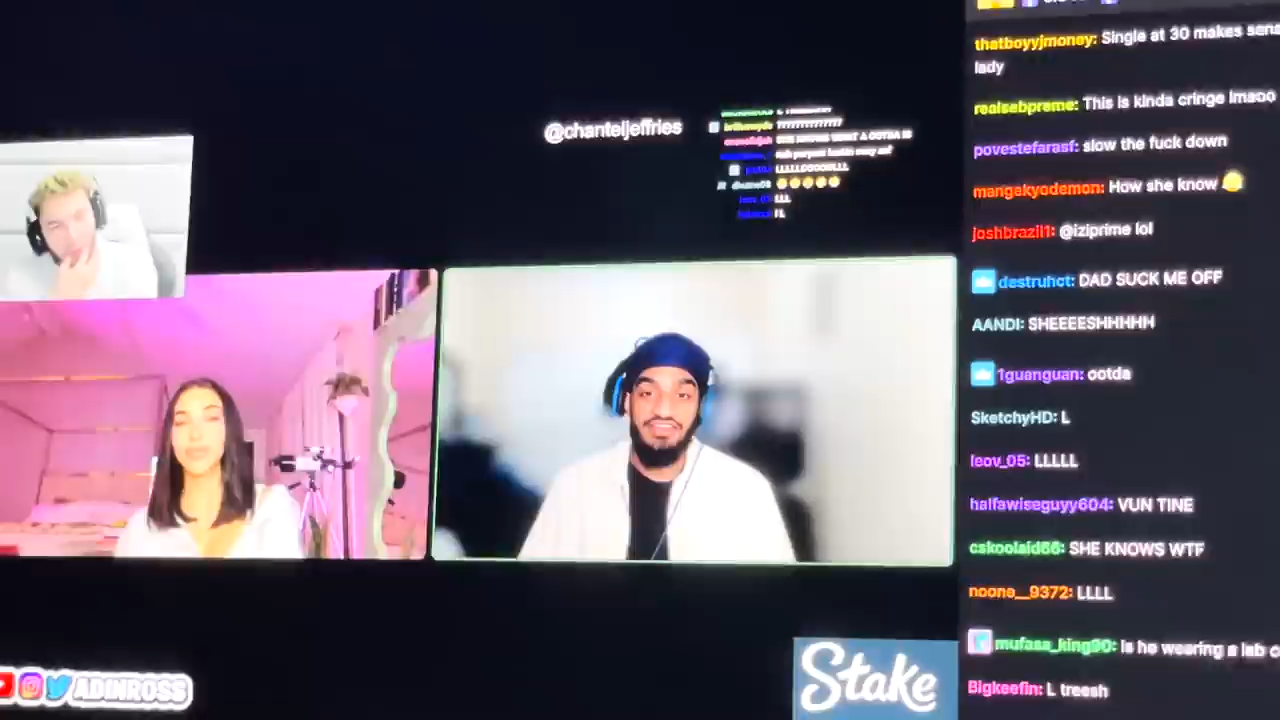 @chanteljeffries
LLL
thatboyyjmoney: Single at 30 makes sens
lady
realsebpreme: This is kinda cringe lmaoo
povestefarasf: slow the fuck down
mangekyodemon: How she know
joshbrazil1: @iziprime lol
destruhct: DAD SUCK ME OFF
AANDI: SHEEEESHHHHH
1guanguan: ootda
SketchyHD: L
leov_05: LLLLL
halfawiseguyy604: VUN TINE
cskoolaid66: SHE KNOWS WTF
noone__9372: LLLL
mufasa_king90: Is he wearing a lab c
Bigkeefin: L treesh
ADINROSS
Stake